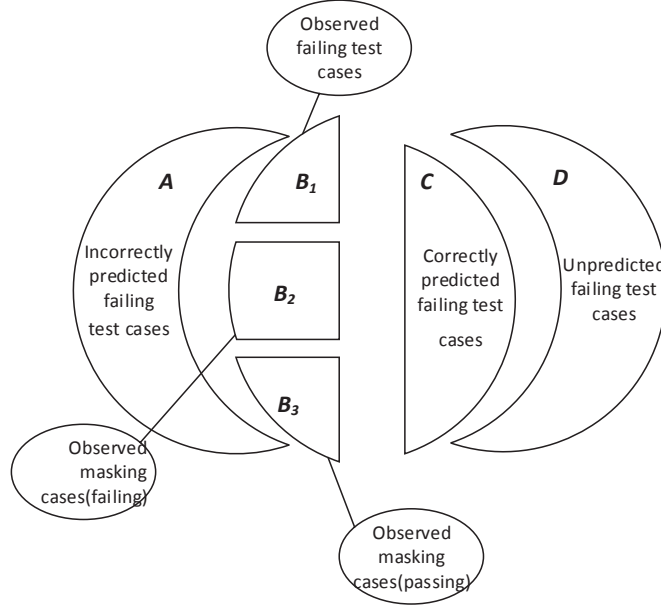 Observed
failing test
cases
A
B1
C
D
Incorrectly
predicted
failing
test cases
B2
Correctly
predicted
failing test
cases
Unpredicted
failing test
cases
B3
Observed
masking
cases(failing)
Observed
masking
cases(passing)